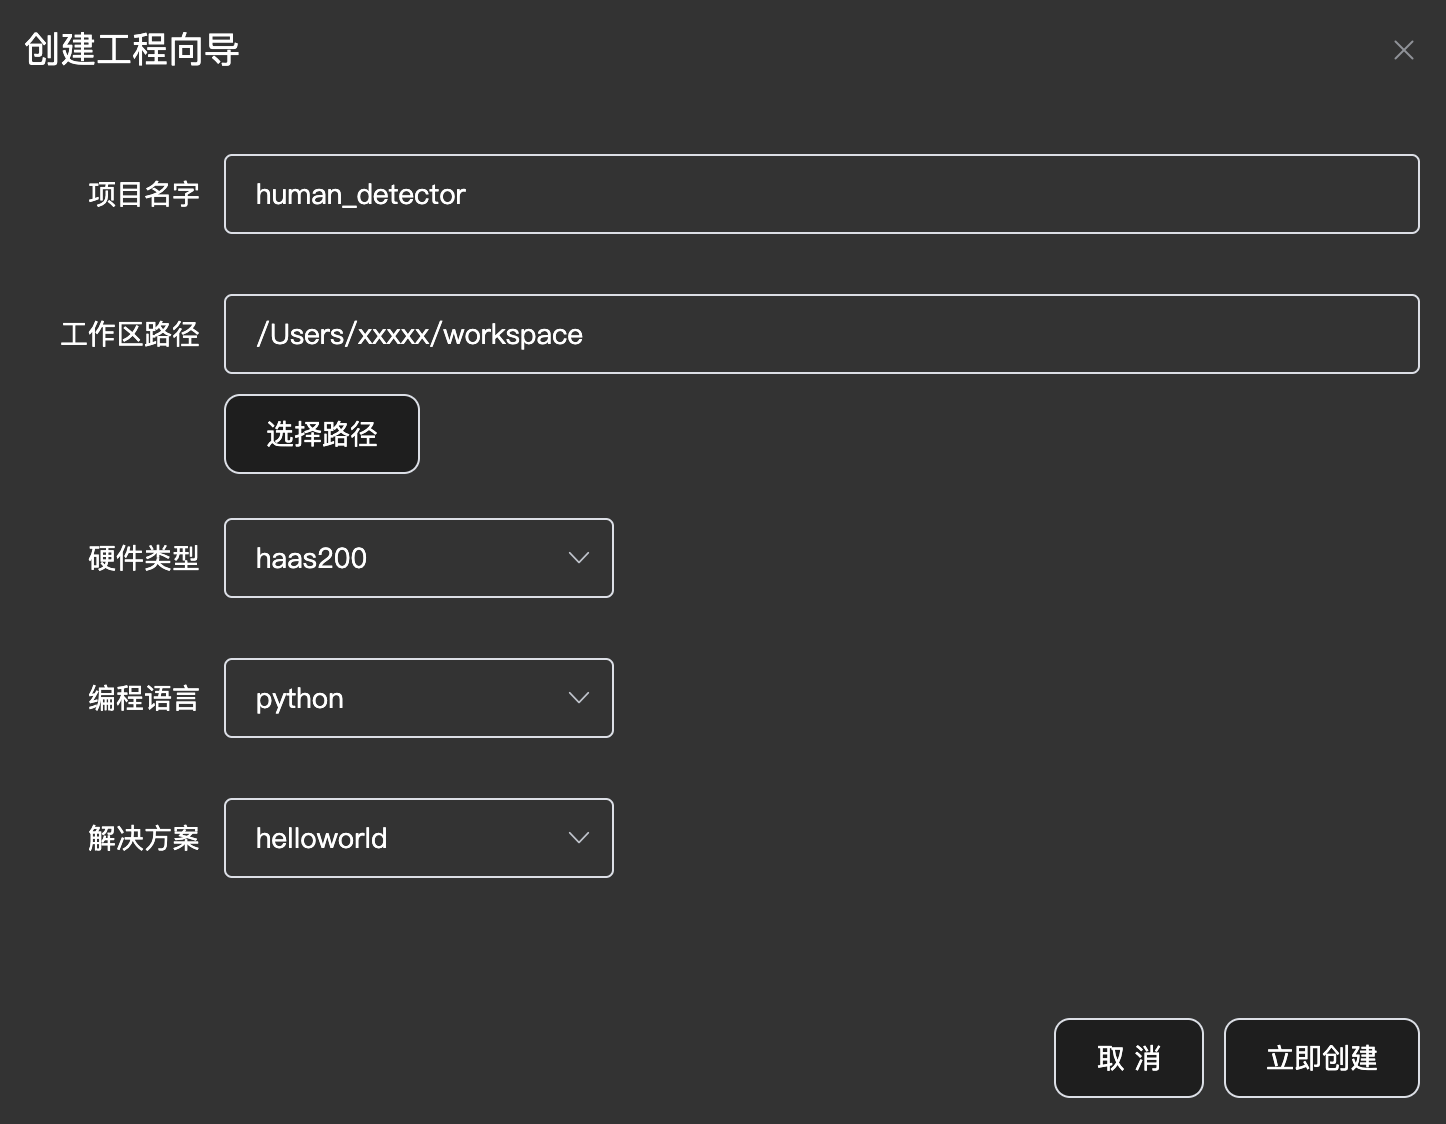 创建工程向导
项目名字 human_detector
工作区路径 /Users/xxxxx/workspace
选择路径
硬件类型 haas200
编程语言 python
解决方案 helloworld
取 消 立即创建